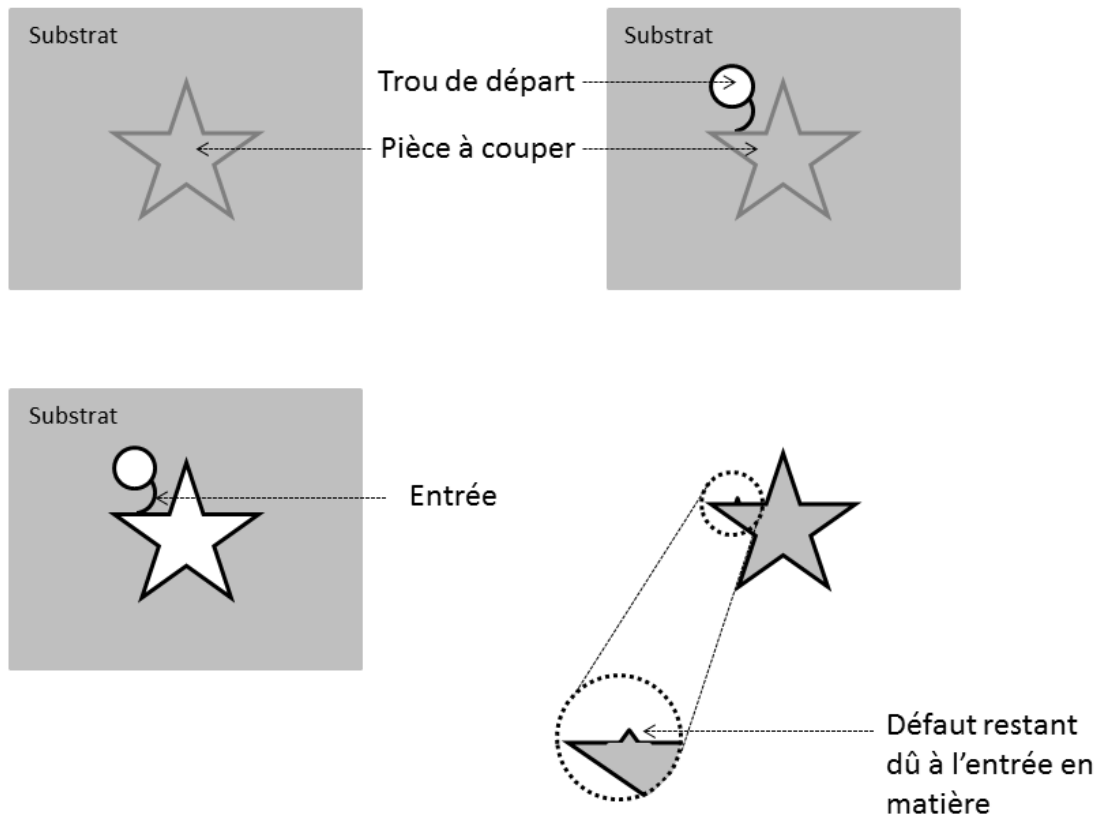 Substrat
Substrat
Trou de départ
Pièce à couper
Substrat
Entrée
Défaut restant
dû à l'entrée en
matière